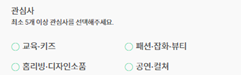 관심사
최소 5개 이상 관심사을 선택해주세요.
교육·키즈 패션·잡화·뷰티
홈리빙·디자인소품 공연·컬쳐